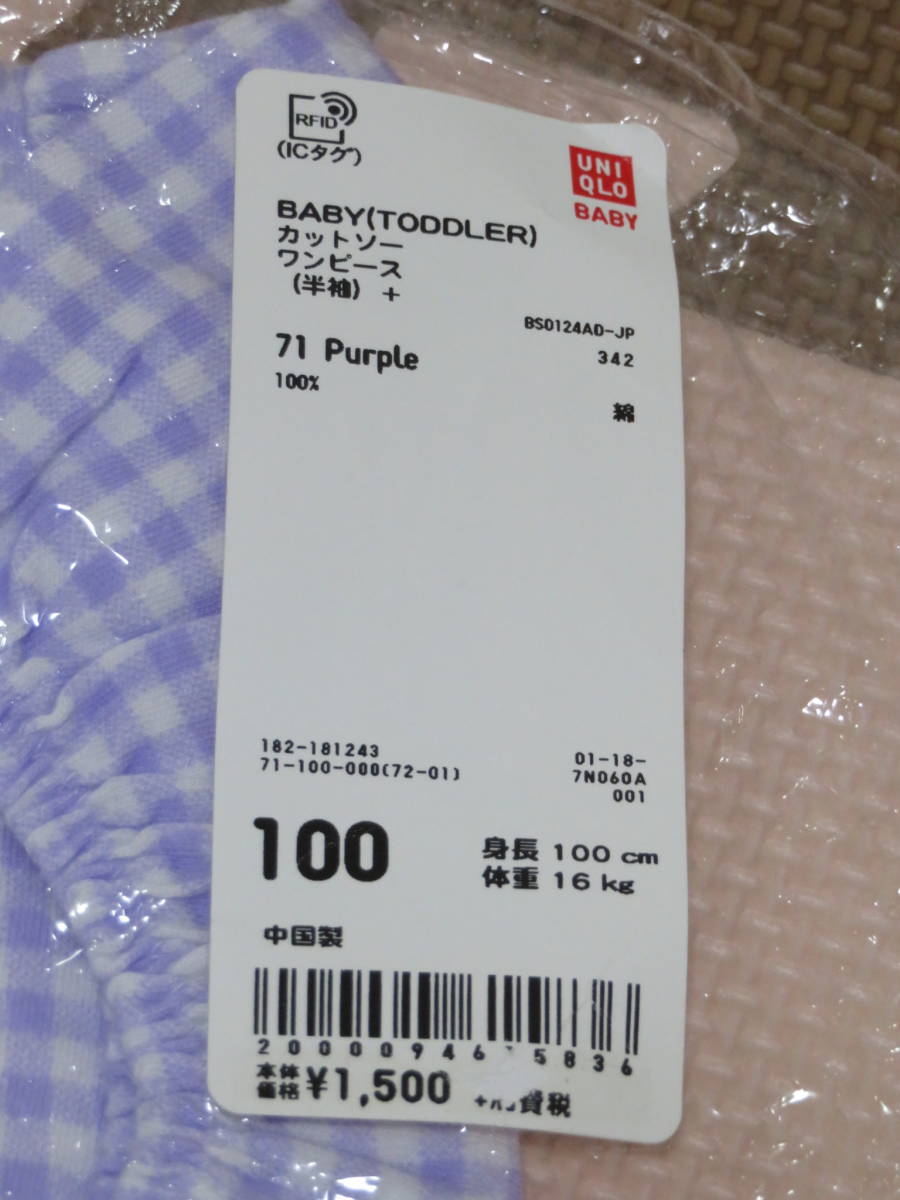 RFID
(ICタグ)
UNI
QLO
BABY
BABY(TODDLER)
カットソー
ワンピース
(半袖) +
BS0124AD-JP
71 Purple
342
100%
綿
182-181243
71-100-000(72-01)
01-18-
7N060A
001
100
身長 100 cm
体重 16 kg
中国製
本体
価格 ¥1,500
費税